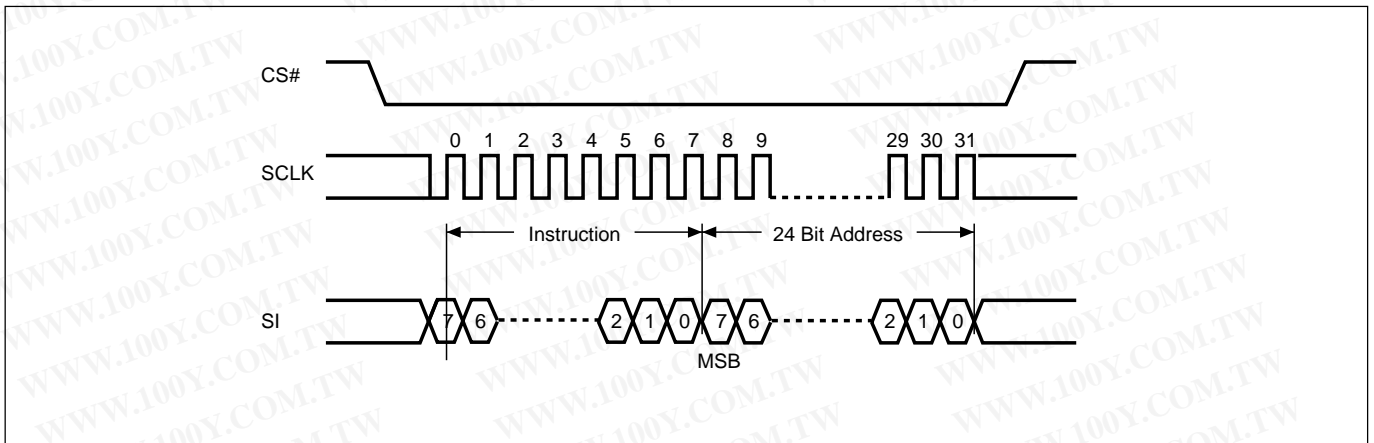 CS#
0 1 2 3 4 5 6 7 8 9 29 30 31
SCLK
Instruction 24 Bit Address
SI 7 6 2 1 0 7 6 2 1 0
MSB
WWW.100Y.COM.TW